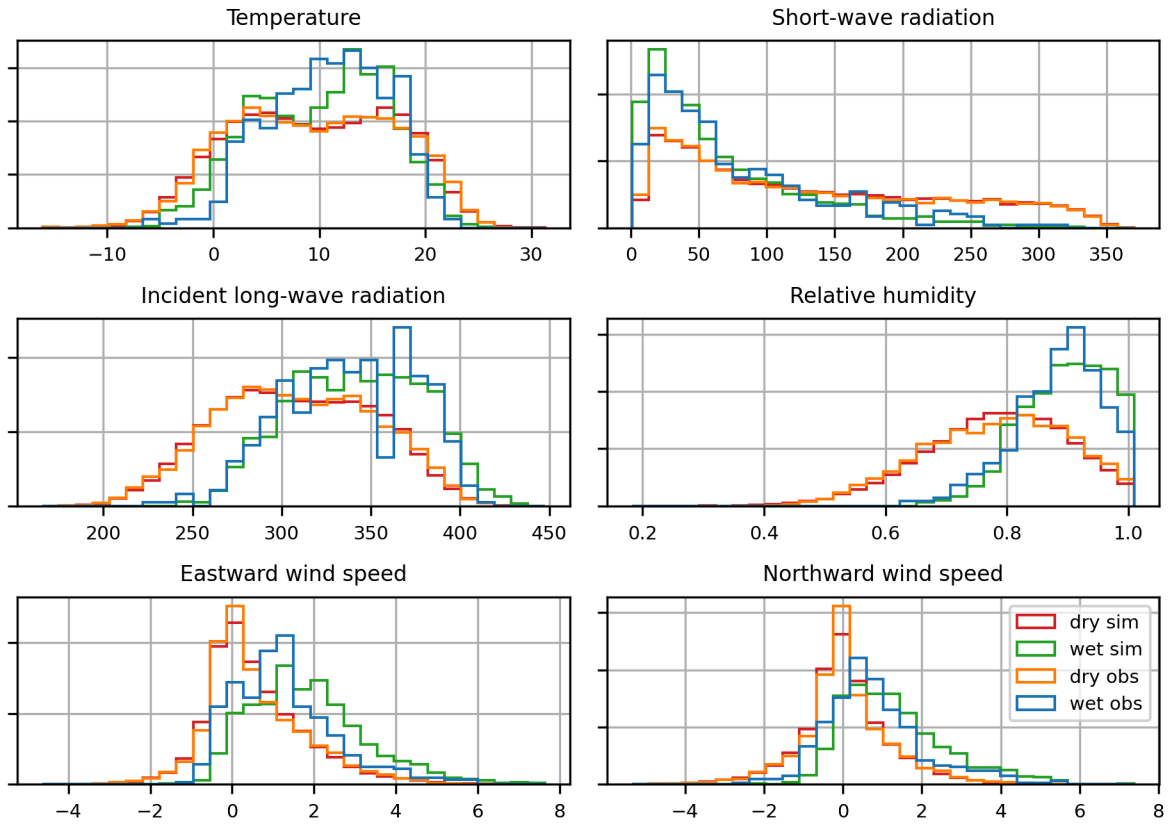 Temperature
Short-wave radiation
−10 0 10 20 30
0 50 100 150 200 250 300 350
Incident long-wave radiation
Relative humidity
200 250 300 350 400 450
0.2 0.4 0.6 0.8 1.0
Eastward wind speed
Northward wind speed
dry sim
wet sim
dry obs
wet obs
−4 −2 0 2 4 6 8
−4 −2 0 2 4 6 8